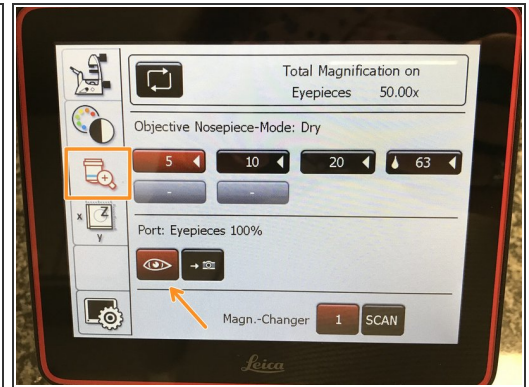 Total Magnification on
Eyepieces 50.00x
Objective Nosepiece-Mode: Dry
5 10 20 63
- -
x Z
y
Port: Eyepieces 100%
Magn.-Changer 1 SCAN
Leica